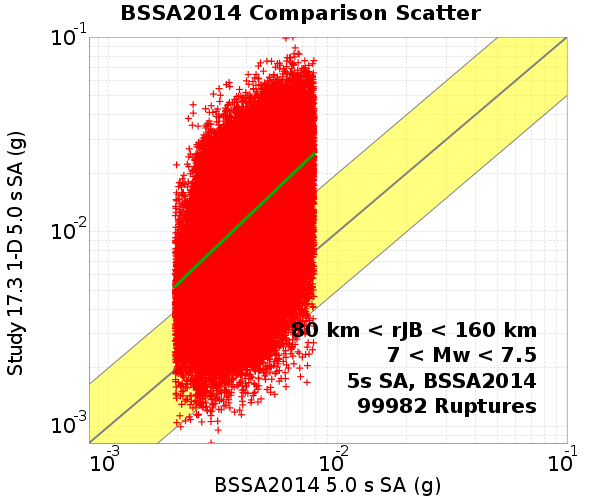 BSSA2014 Comparison Scatter
Study 17.3 1-D 5.0 s SA (g)
10-1
10-2
10-3
80 km < rJB < 160 km
7 < Mw < 7.5
5s SA, BSSA2014
99982 Ruptures
10-3 10-2 10-1
BSSA2014 5.0 s SA (g)